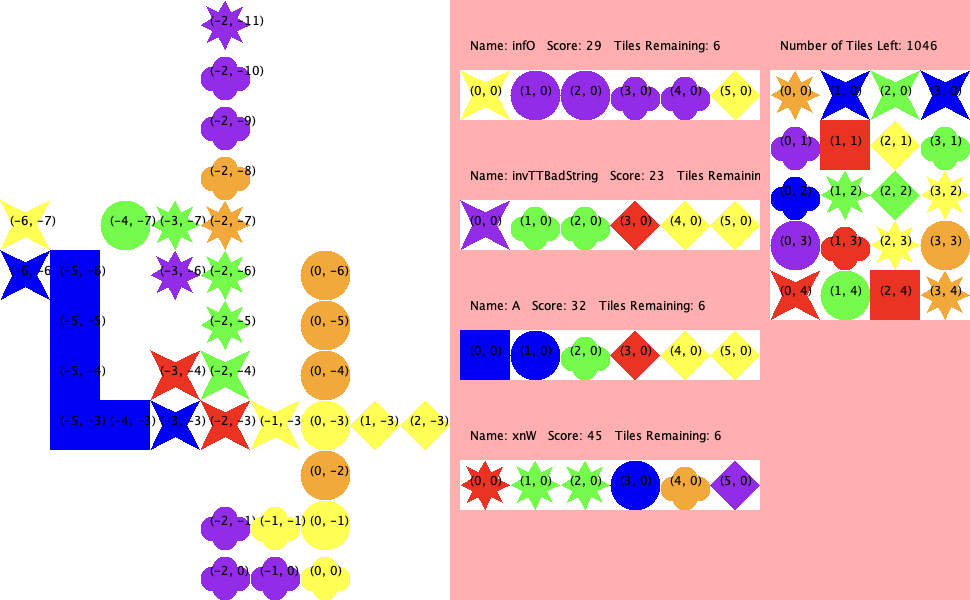 (−2, −11)
(−2, −10)
(−2, −9)
(−2, −8)
(−6, −7) (−4, −7) (−3, −7) (−2, −7)
(−6, −6) (−5, −6) (−3, −6) (−2, −6) (0, −6)
(−5, −5) (−2, −5) (0, −5)
(−5, −4) (−3, −4) (−2, −4) (0, −4)
(−5, −3) (−4, −3) (−3, −3) (−2, −3) (−1, −3) (0, −3) (1, −3) (2, −3)
(0, −2)
(−2, −1) (−1, −1) (0, −1)
(−2, 0) (−1, 0) (0, 0)
Name: infO Score: 29 Tiles Remaining: 6
(0, 0) (1, 0) (2, 0) (3, 0) (4, 0) (5, 0)
Name: invTTBadString Score: 23 Tiles Remainin
(0, 0) (1, 0) (2, 0) (3, 0) (4, 0) (5, 0)
Name: A Score: 32 Tiles Remaining: 6
(0, 0) (1, 0) (2, 0) (3, 0) (4, 0) (5, 0)
Name: xnW Score: 45 Tiles Remaining: 6
(0, 0) (1, 0) (2, 0) (3, 0) (4, 0) (5, 0)
Number of Tiles Left: 1046
(0, 0) (1, 0) (2, 0) (3, 0)
(0, 1) (1, 1) (2, 1) (3, 1)
(0, 2) (1, 2) (2, 2) (3, 2)
(0, 3) (1, 3) (2, 3) (3, 3)
(0, 4) (1, 4) (2, 4) (3, 4)